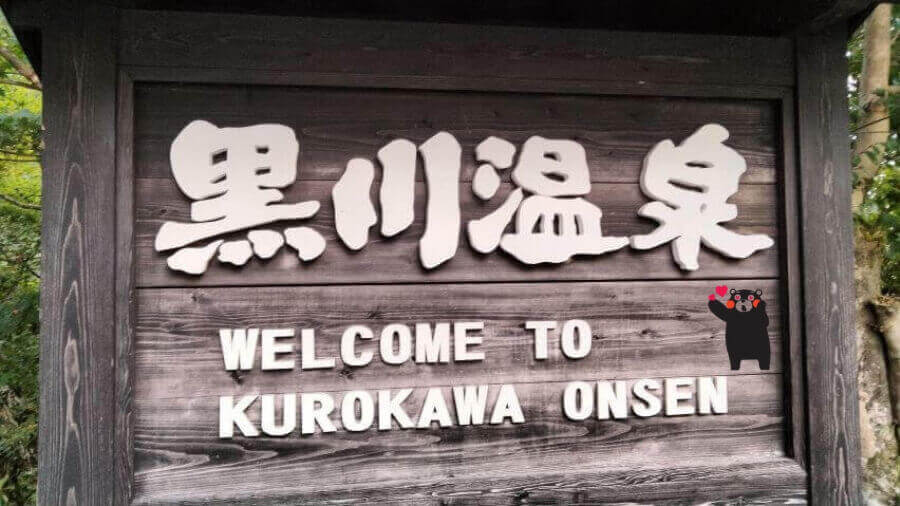 黒川温泉
WELCOME TO
KUROKAWA ONSEN